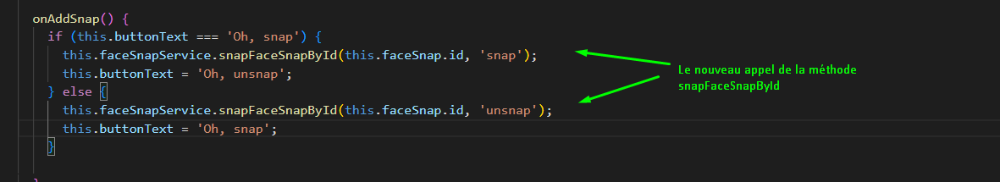 onAddSnap() {
if (this.buttonText === 'Oh, snap') {
this.faceSnapService.snapFaceSnapById(this.faceSnap.id, 'snap');
this.buttonText = 'Oh, unsnap';
} else {
this.faceSnapService.snapFaceSnapById(this.faceSnap.id, 'unsnap');
this.buttonText = 'Oh, snap';
}
}
Le nouveau appel de la méthode
snapFaceSnapById